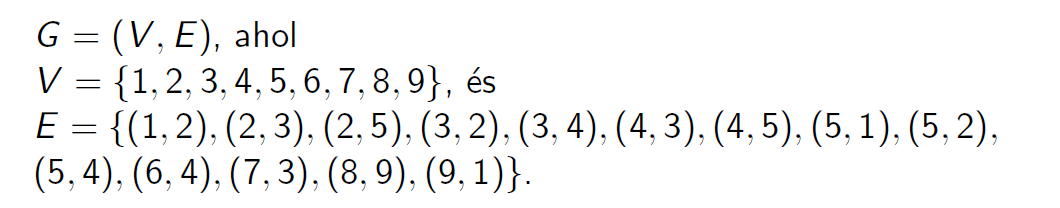 G = (V, E), ahol
V = {1, 2, 3, 4, 5, 6, 7, 8, 9}, és
E = {(1, 2), (2, 3), (2, 5), (3, 2), (3, 4), (4, 3), (4, 5), (5, 1), (5, 2),
(5, 4), (6, 4), (7, 3), (8, 9), (9, 1)}.